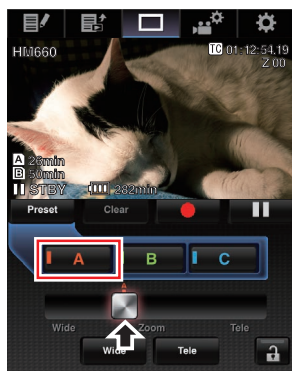 HM660
TC 01:12:54.19
Z 00
A 26min
B 50min
STBY 282min
Preset Clear
A B C
Wide Zoom Tele
Wide Tele